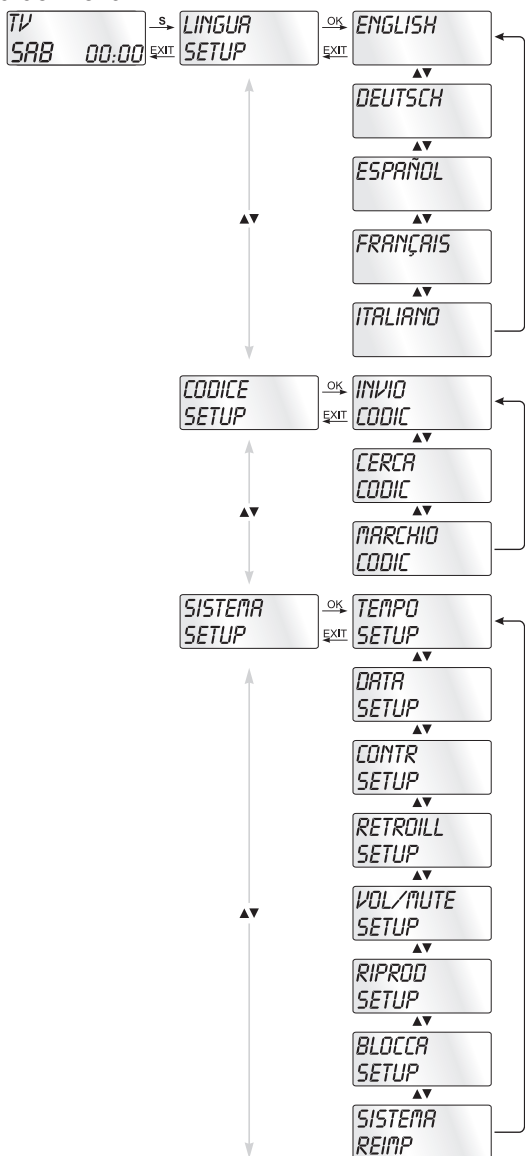 TV
SAB 00:00
S
EXIT
LINGUA
SETUP
OK
EXIT
ENGLISH
▲▼
DEUTSCH
▲▼
ESPAÑOL
▲▼
FRANÇAIS
▲▼
ITALIANO
▲▼
CODICE
SETUP
OK
EXIT
INVIO
CODIC
▲▼
CERCA
CODIC
▲▼
MARCHIO
CODIC
▲▼
SISTEMA
SETUP
OK
EXIT
TEMPO
SETUP
▲▼
DATA
SETUP
▲▼
CONTR
SETUP
▲▼
RETROILL
SETUP
▲▼
VOL/MUTE
SETUP
▲▼
RIPROD
SETUP
▲▼
BLOCCA
SETUP
▲▼
SISTEMA
REIMP
▲▼